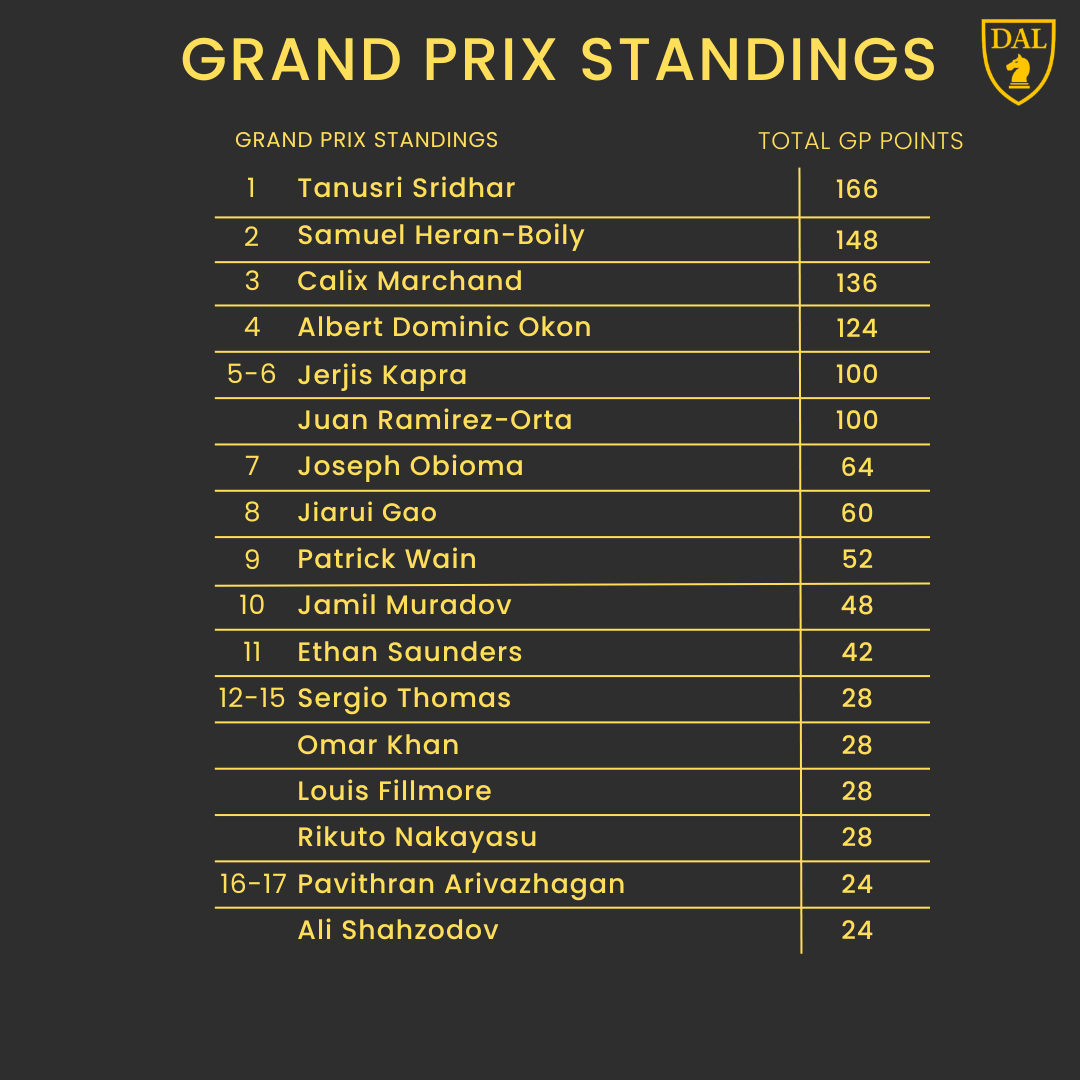 GRAND PRIX STANDINGS
DAL
GRAND PRIX STANDINGS TOTAL GP POINTS
1 Tanusri Sridhar 166
2 Samuel Heran-Boily 148
3 Calix Marchand 136
4 Albert Dominic Okon 124
5-6 Jerjis Kapra 100
Juan Ramirez-Orta 100
7 Joseph Obioma 64
8 Jiarui Gao 60
9 Patrick Wain 52
10 Jamil Muradov 48
11 Ethan Saunders 42
12-15 Sergio Thomas 28
Omar Khan 28
Louis Fillmore 28
Rikuto Nakayasu 28
16-17 Pavithran Arivazhagan 24
Ali Shahzodov 24